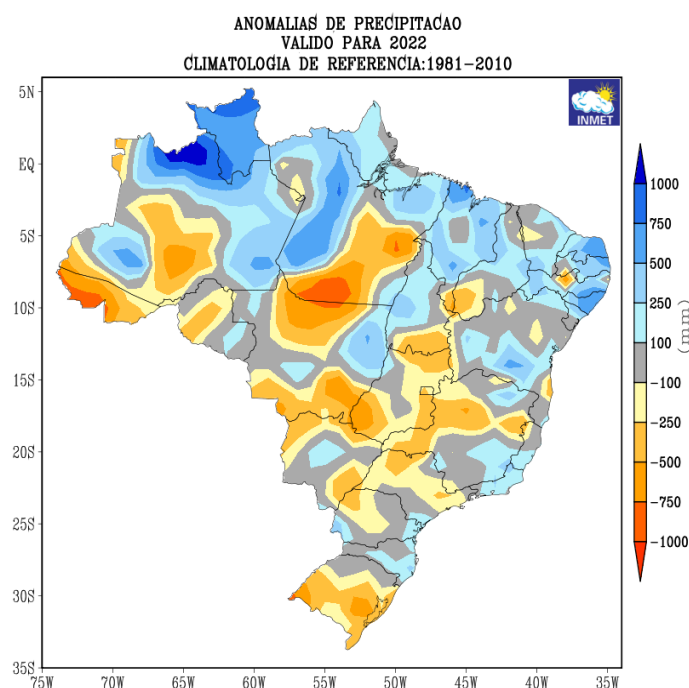 ANOMALIAS DE PRECIPITACAO
VALIDO PARA 2022
CLIMATOLOGIA DE REFERENCIA:1981-2010
INMET
5N
EQ
5S
10S
15S
20S
25S
30S
35S
75W 70W 65W 60W 55W 50W 45W 40W 35W
1000
750
500
250
100
-100
-250
-500
-750
-1000
(mm)